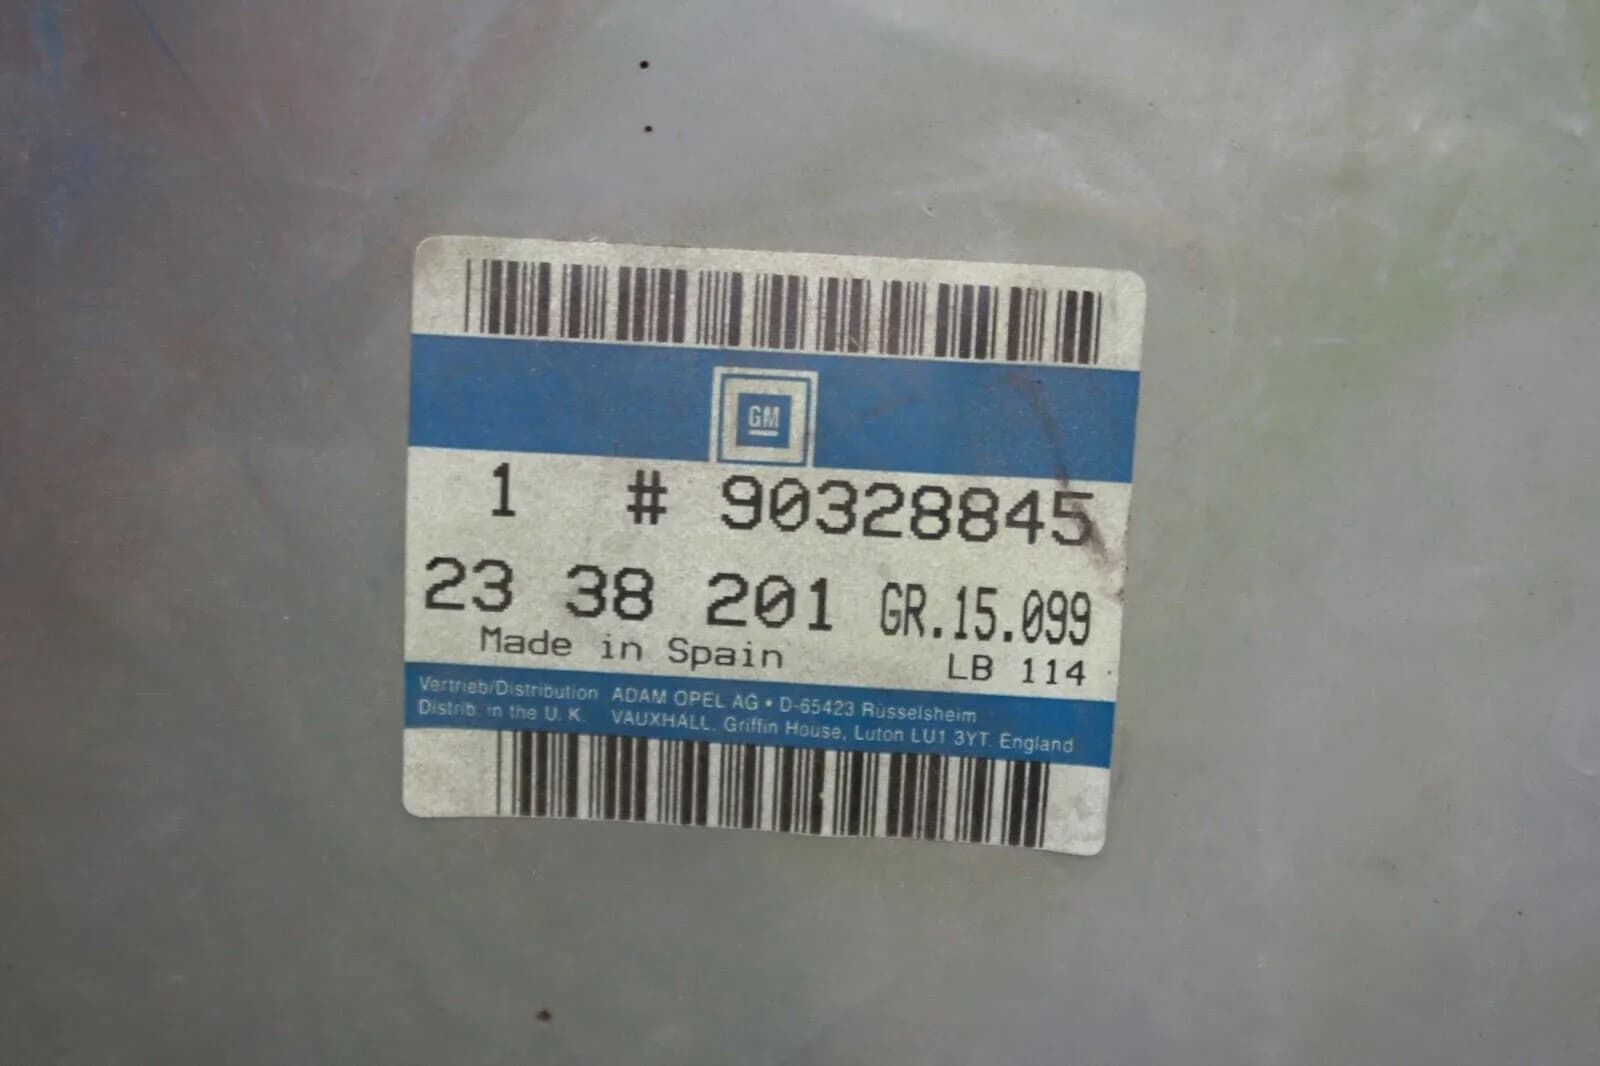 GM
1 # 90328845
23 38 201 GR.15.099
Made in Spain LB 114
Vertrieb/Distribution ADAM OPEL AG • D-65423 Rüsselsheim
Distrib. in the U. K. VAUXHALL, Griffin House, Luton LU1 3YT. England